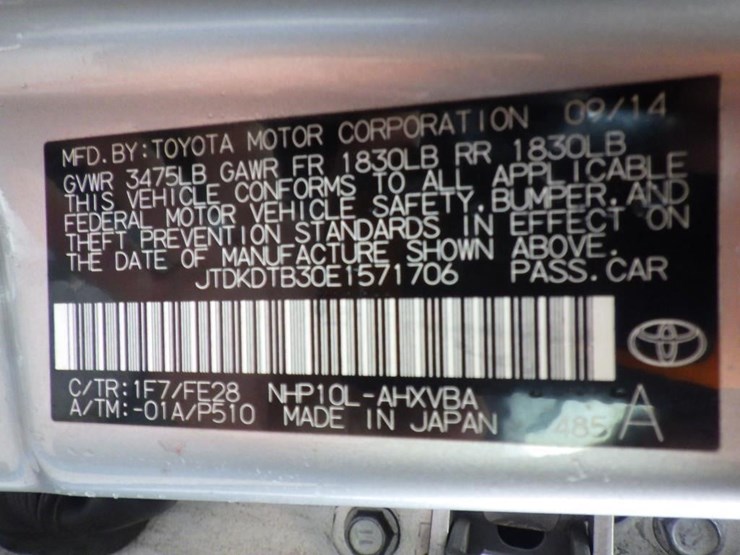 MFD. BY: TOYOTA MOTOR CORPORATION 09/14
GVWR 3475LB GAWR FR 1830LB RR 1830LB
THIS VEHICLE CONFORMS TO ALL APPLICABLE
FEDERAL MOTOR VEHICLE SAFETY, BUMPER, AND
THEFT PREVENTION STANDARDS IN EFFECT ON
THE DATE OF MANUFACTURE SHOWN ABOVE.
JTDKDTB30E1571706 PASS. CAR
C/TR: 1F7/FE28 NHP10L-AHXVBA
A/TM: -01A/P510 MADE IN JAPAN 485 A